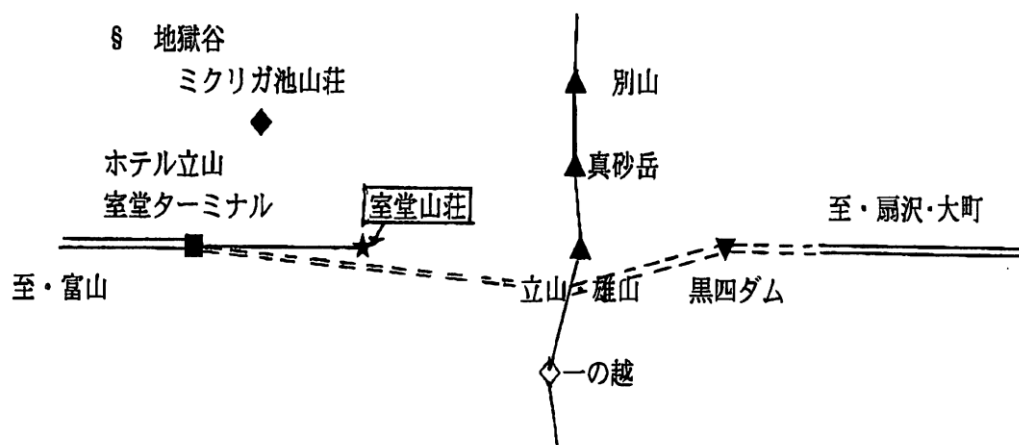 § 地獄谷
ミクリガ池山荘
別山
ホテル立山
真砂岳
室堂ターミナル
室堂山荘
至・扇沢・大町
至・富山
立山・雄山
黒四ダム
一の越